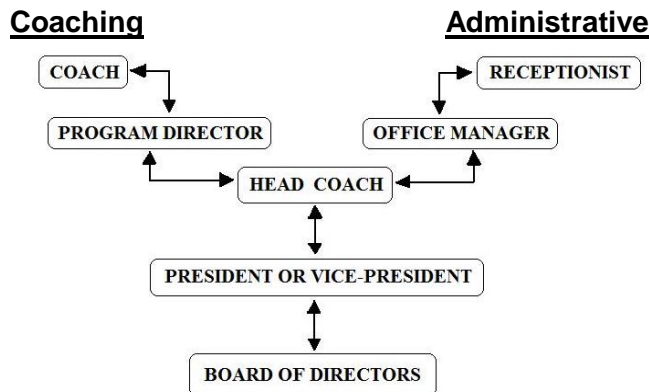 Coaching Administrative
COACH RECEPTIONIST
PROGRAM DIRECTOR OFFICE MANAGER
HEAD COACH
PRESIDENT OR VICE-PRESIDENT
BOARD OF DIRECTORS